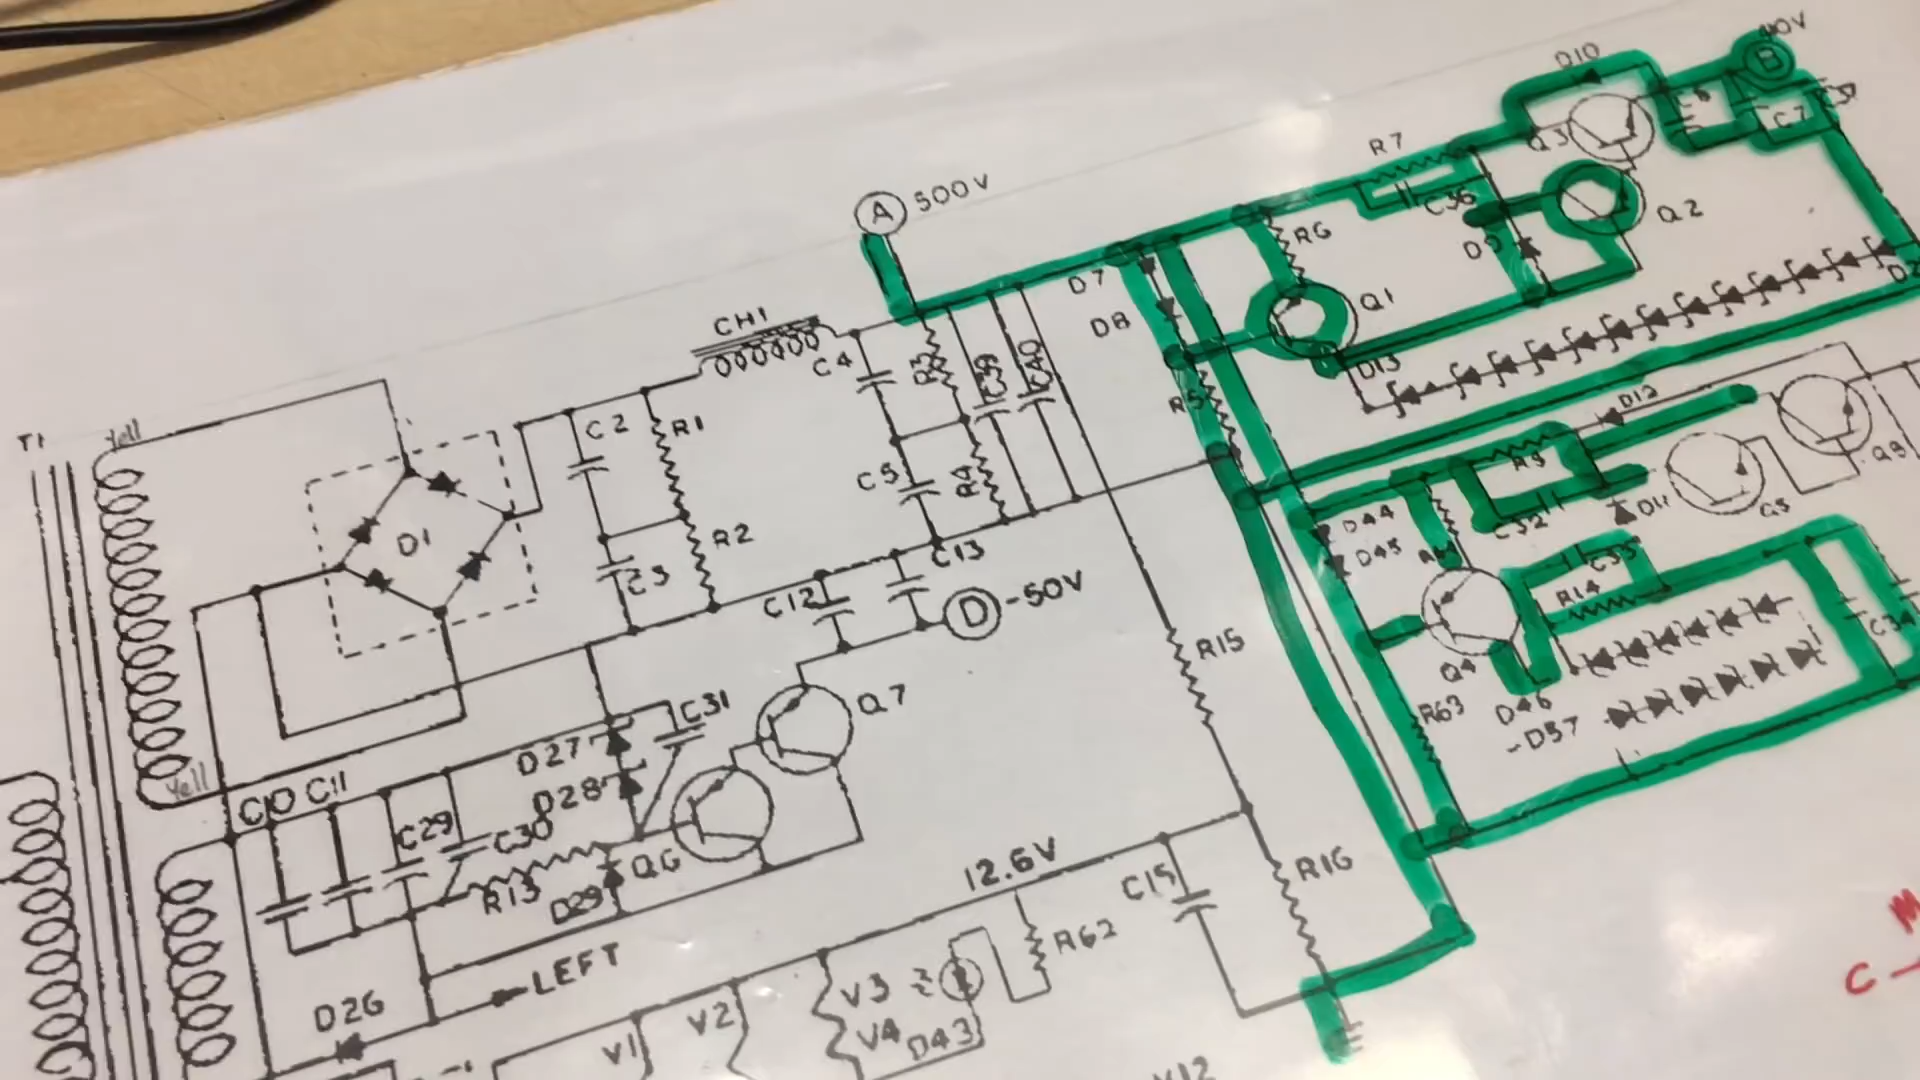 40V
B
D10
C6
C7
Q3
R7
C36
Q2
A 500V
R6
D9
D7
Q1
D8
CH1
C4
R3
C39
C40
D13
R5
D12
T1
Yell
C2
R1
C5
R4
R9
Q9
D44
C32
D11
Q5
D1
R2
D45
C3
C13
C33
C12
D -50V
R14
C34
R15
Q4
R63
D46
-D57
C31
Q7
D27
Yell
D28
C10 C11
C29
C30
Q6
R13
12.6V
C15
R16
D29
LEFT
R62
D26
V3
V2
V4
D43
V1
V12
M
C